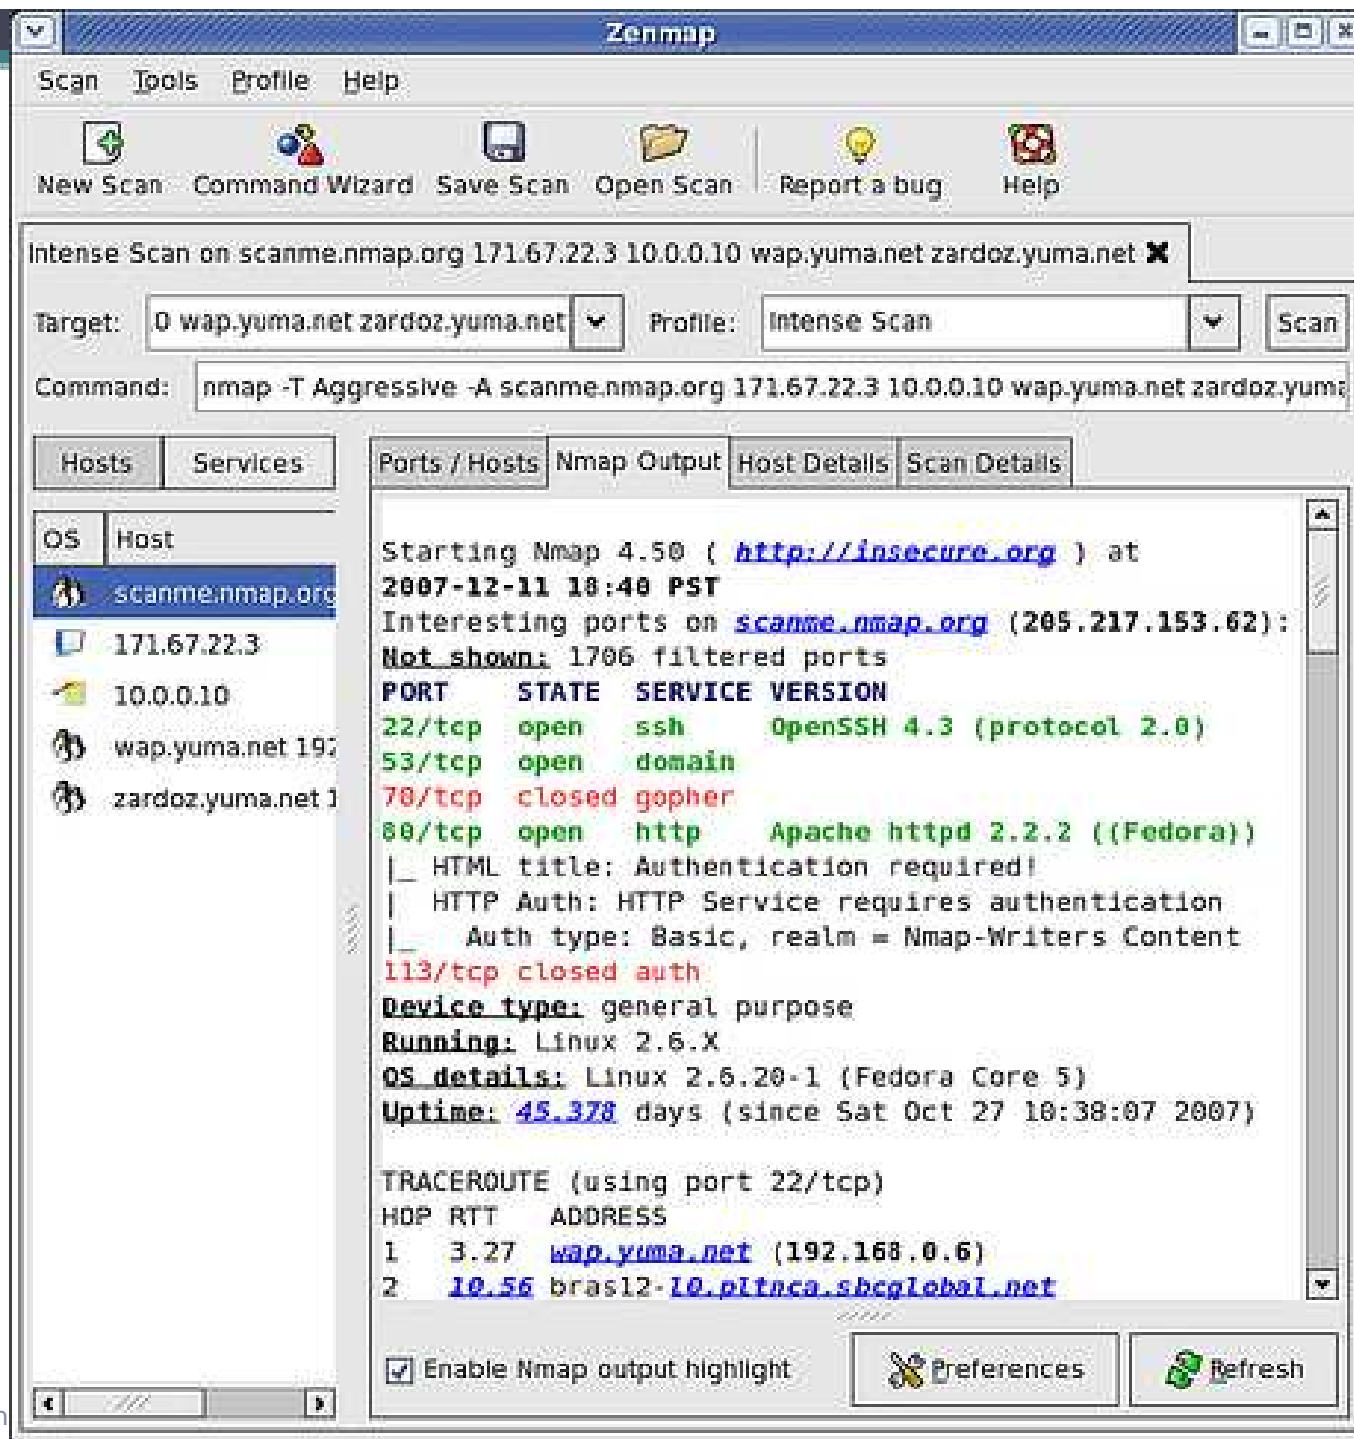 Zenmap
Scan Tools Profile Help
New Scan Command Wizard Save Scan Open Scan Report a bug Help
Intense Scan on scanme.nmap.org 171.67.22.3 10.0.0.10 wap.yuma.net zardoz.yuma.net
Target: .0 wap.yuma.net zardoz.yuma.net Profile: Intense Scan Scan
Command: nmap -T Aggressive -A scanme.nmap.org 171.67.22.3 10.0.0.10 wap.yuma.net zardoz.yuma
Hosts Services
Ports / Hosts Nmap Output Host Details Scan Details
OS Host
scanme.nmap.org
171.67.22.3
10.0.0.10
wap.yuma.net 192
zardoz.yuma.net 1
Starting Nmap 4.50 ( http://insecure.org ) at
2007-12-11 18:40 PST
Interesting ports on scanme.nmap.org (205.217.153.62):
Not shown: 1706 filtered ports
PORT STATE SERVICE VERSION
22/tcp open ssh OpenSSH 4.3 (protocol 2.0)
53/tcp open domain
70/tcp closed gopher
80/tcp open http Apache httpd 2.2.2 ((Fedora))
|_ HTML title: Authentication required!
| HTTP Auth: HTTP Service requires authentication
|_ Auth type: Basic, realm = Nmap-Writers Content
113/tcp closed auth
Device type: general purpose
Running: Linux 2.6.X
OS details: Linux 2.6.20-1 (Fedora Core 5)
Uptime: 45.378 days (since Sat Oct 27 10:38:07 2007)
TRACEROUTE (using port 22/tcp)
HOP RTT ADDRESS
1 3.27 wap.yuma.net (192.168.0.6)
2 10.56 bras12-l0.pltnca.sbcglobal.net
Enable Nmap output highlight Preferences Refresh